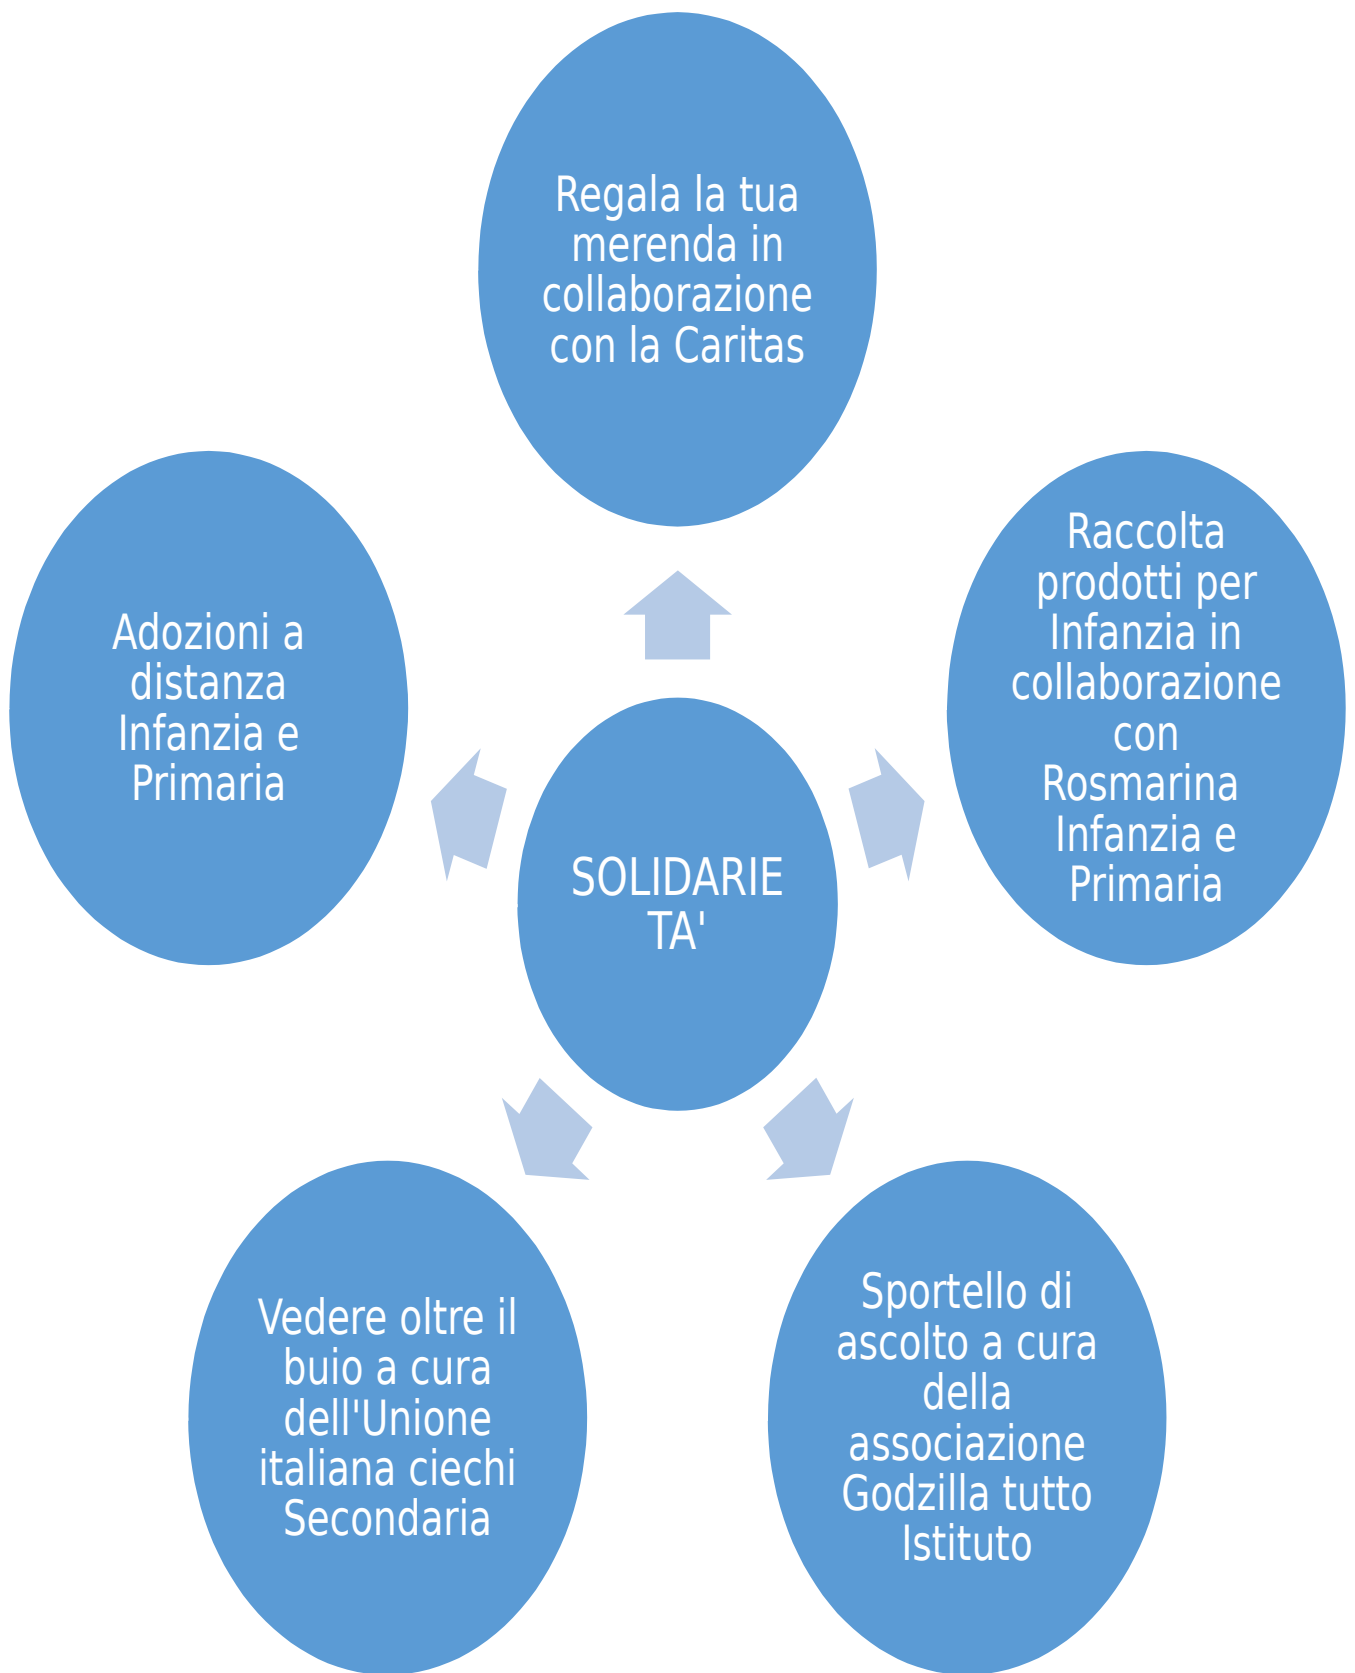 Regala la tua
merenda in
collaborazione
con la Caritas
Raccolta
prodotti per
Infanzia in
collaborazione
con
Rosmarina
Infanzia e
Primaria
Adozioni a
distanza
Infanzia e
Primaria
SOLIDARIE
TA'
Sportello di
ascolto a cura
della
associazione
Godzilla tutto
Istituto
Vedere oltre il
buio a cura
dell'Unione
italiana ciechi
Secondaria